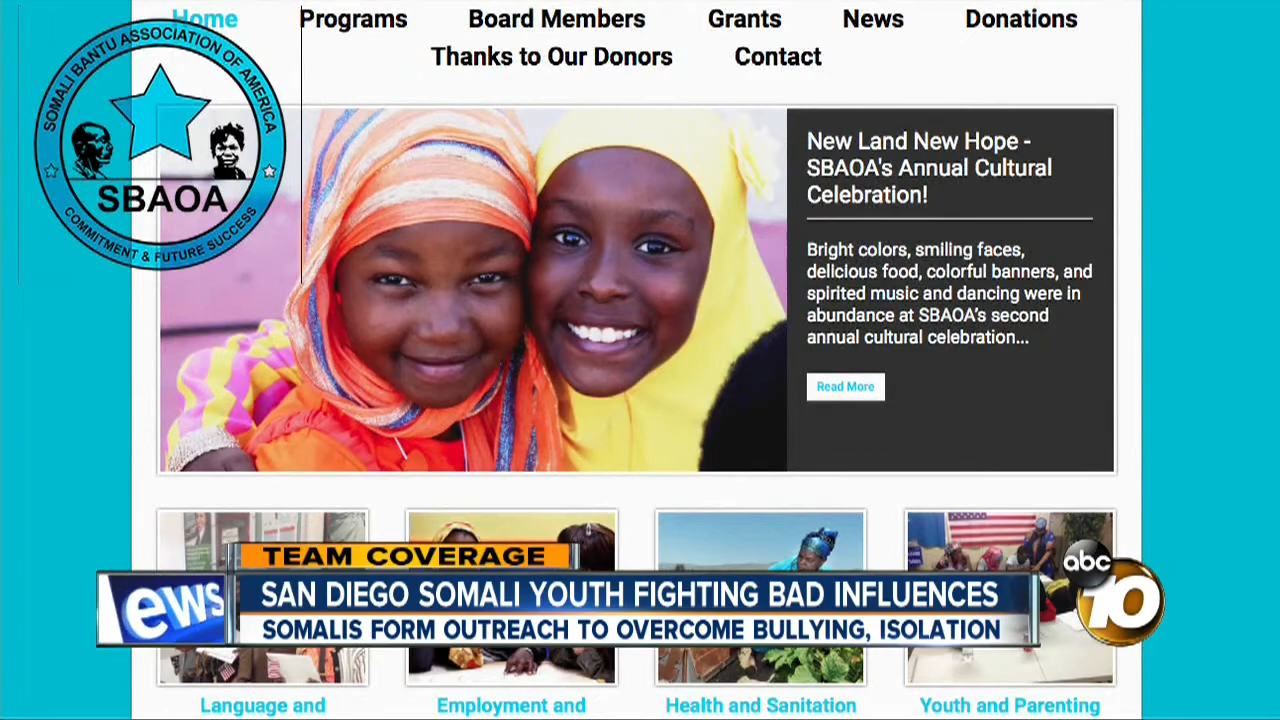 Home Programs Board Members Grants News Donations
Thanks to Our Donors Contact
SOMALI BANTU ASSOCIATION OF AMERICA
SBAOA
COMMITMENT & FUTURE SUCCESS
New Land New Hope -
SBAOA's Annual Cultural
Celebration!
Bright colors, smiling faces,
delicious food, colorful banners, and
spirited music and dancing were in
abundance at SBAOA's second
annual cultural celebration...
Read More
TEAM COVERAGE
ews
SAN DIEGO SOMALI YOUTH FIGHTING BAD INFLUENCES
SOMALIS FORM OUTREACH TO OVERCOME BULLYING, ISOLATION
abc
10
Language and
Employment and
Health and Sanitation
Youth and Parenting